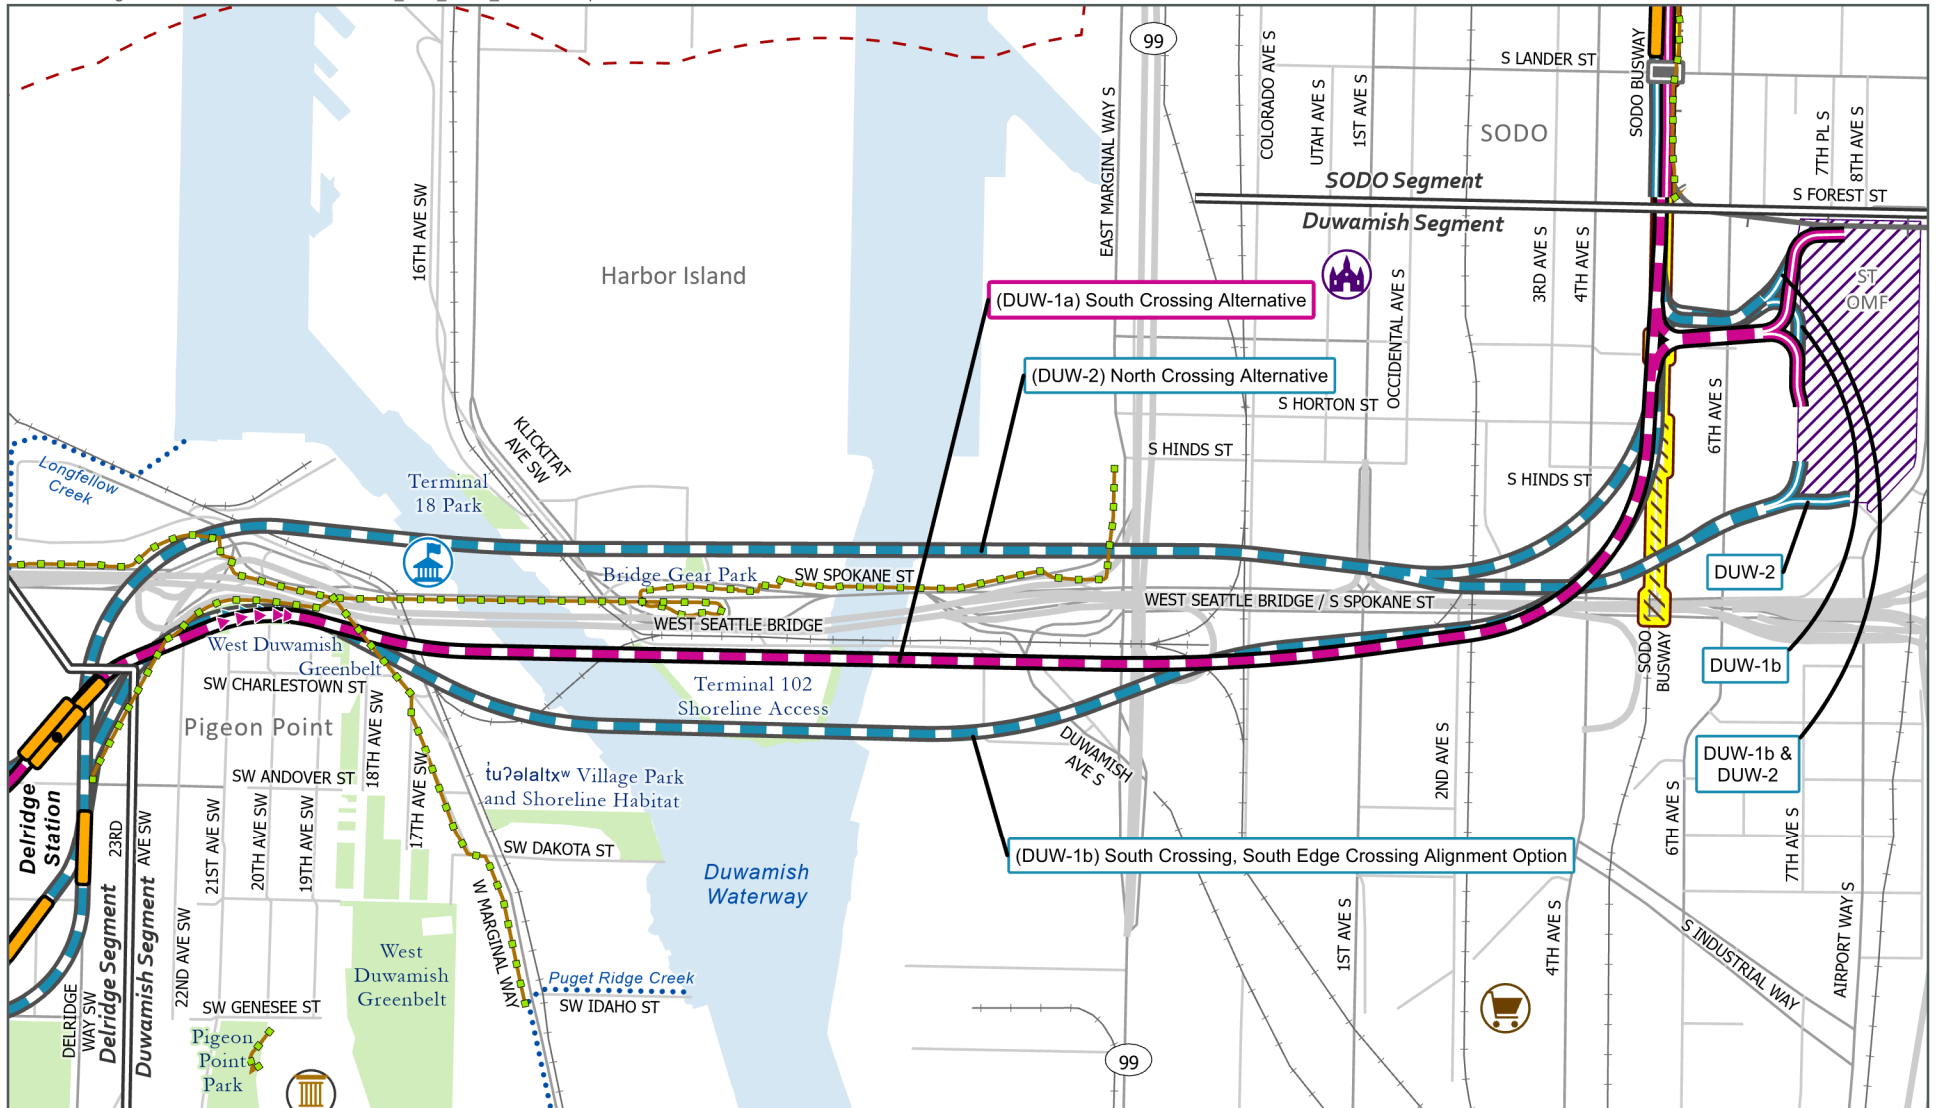 99
S LANDER ST
SODO BUSWAY
COLORADO AVE S
UTAH AVE S
1ST AVE S
EAST MARGINAL WAY S
SODO
7TH PL S
8TH AVE S
16TH AVE SW
SODO Segment
S FOREST ST
Duwamish Segment
Harbor Island
3RD AVE S
4TH AVE S
ST
OMF
(DUW-1a) South Crossing Alternative
OCCIDENTAL AVE S
(DUW-2) North Crossing Alternative
S HORTON ST
6TH AVE S
KLICKITAT
AVE SW
S HINDS ST
Longfellow
Creek
Terminal
18 Park
S HINDS ST
Bridge Gear Park
SW SPOKANE ST
DUW-2
WEST SEATTLE BRIDGE / S SPOKANE ST
WEST SEATTLE BRIDGE
West Duwamish
Greenbelt
SODO
BUSWAY
DUW-1b
SW CHARLESTOWN ST
Terminal 102
Shoreline Access
Pigeon Point
18TH AVE SW
DUWAMISH
AVE S
2ND AVE S
DUW-1b &
DUW-2
SW ANDOVER ST
17TH AVE SW
t̓uʔəlaltxʷ Village Park
and Shoreline Habitat
Delridge
Station
23RD
AVE SW
21ST AVE SW
20TH AVE SW
19TH AVE SW
6TH AVE S
7TH AVE S
SW DAKOTA ST
(DUW-1b) South Crossing, South Edge Crossing Alignment Option
Duwamish
Waterway
W MARGINAL WAY
22ND AVE SW
West
Duwamish
Greenbelt
1ST AVE S
4TH AVE S
S INDUSTRIAL WAY
AIRPORT WAY S
Puget Ridge Creek
SW IDAHO ST
SW GENESEE ST
DELRIDGE
WAY SW
Delridge Segment
Duwamish Segment
Pigeon
Point
Park
99